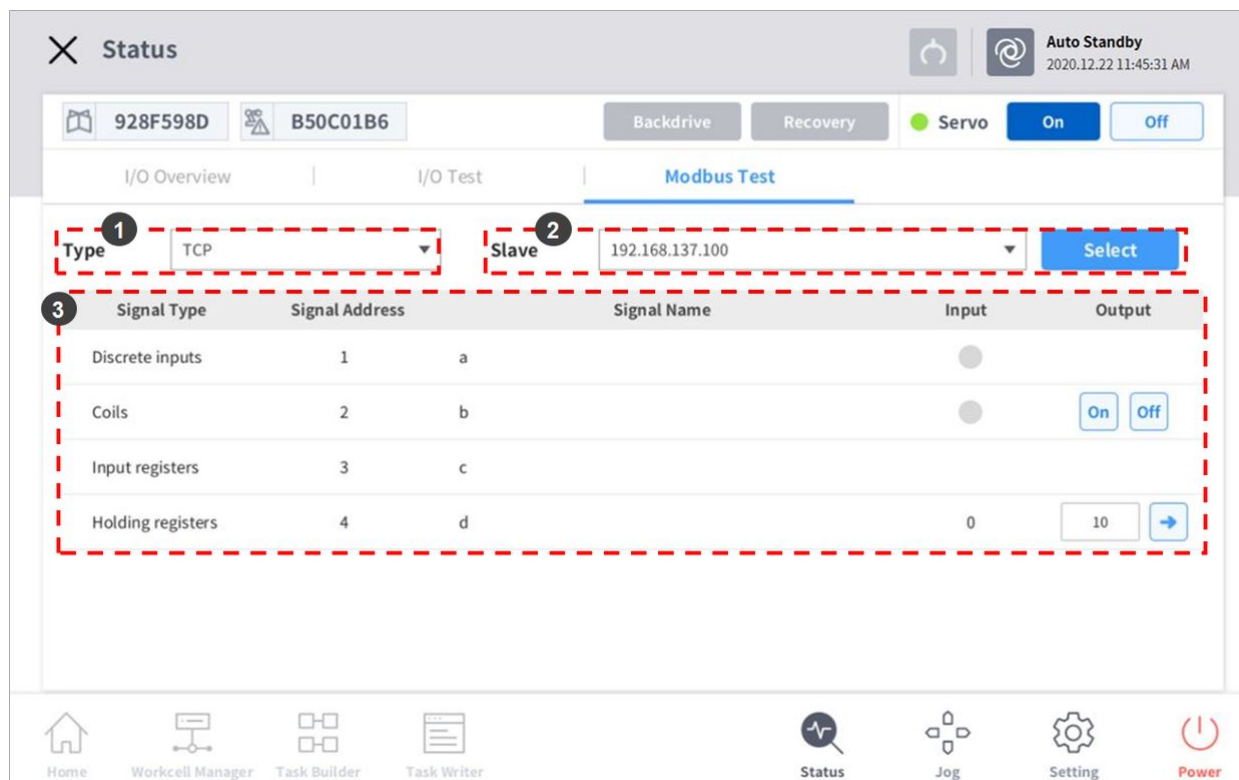 Status
Auto Standby
2020.12.22 11:45:31 AM
928F598D B50C01B6 Backdrive Recovery Servo On Off
I/O Overview I/O Test Modbus Test
1 2
Type TCP Slave 192.168.137.100 Select
3 Signal Type Signal Address Signal Name Input Output
Discrete inputs 1 a
Coils 2 b On Off
Input registers 3 c
Holding registers 4 d 0 10
Home Workcell Manager Task Builder Task Writer Status Jog Setting Power